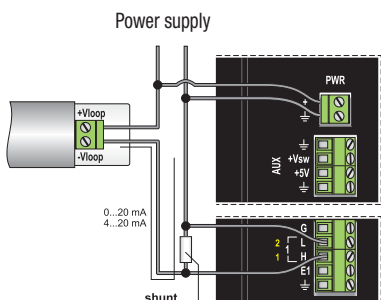 Power supply
PWR
+
+Vloop
-Vloop
AUX
+Vsw
+5V
0...20 mA
4...20 mA
G
2
L
1
1
H
E1
shunt